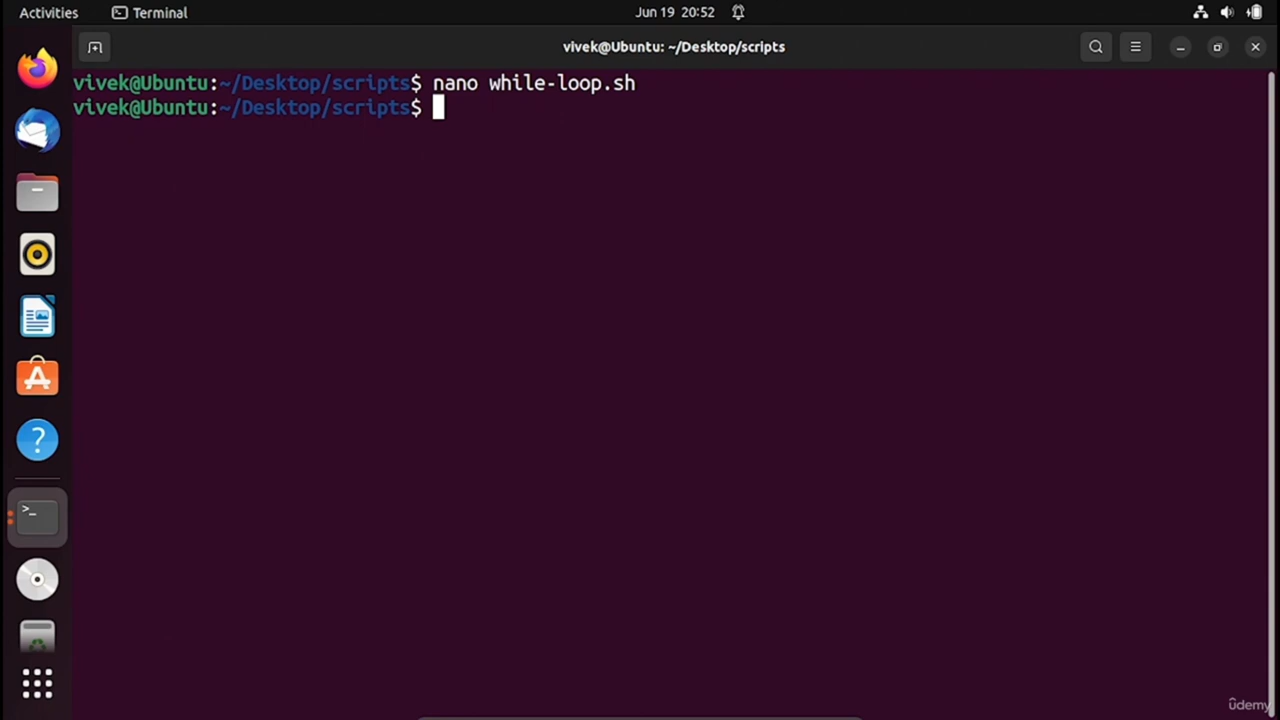 Activities
Terminal
Jun 19 20:52
vivek@Ubuntu: ~/Desktop/scripts
vivek@Ubuntu:~/Desktop/scripts$ nano while-loop.sh
vivek@Ubuntu:~/Desktop/scripts$
ûdemy